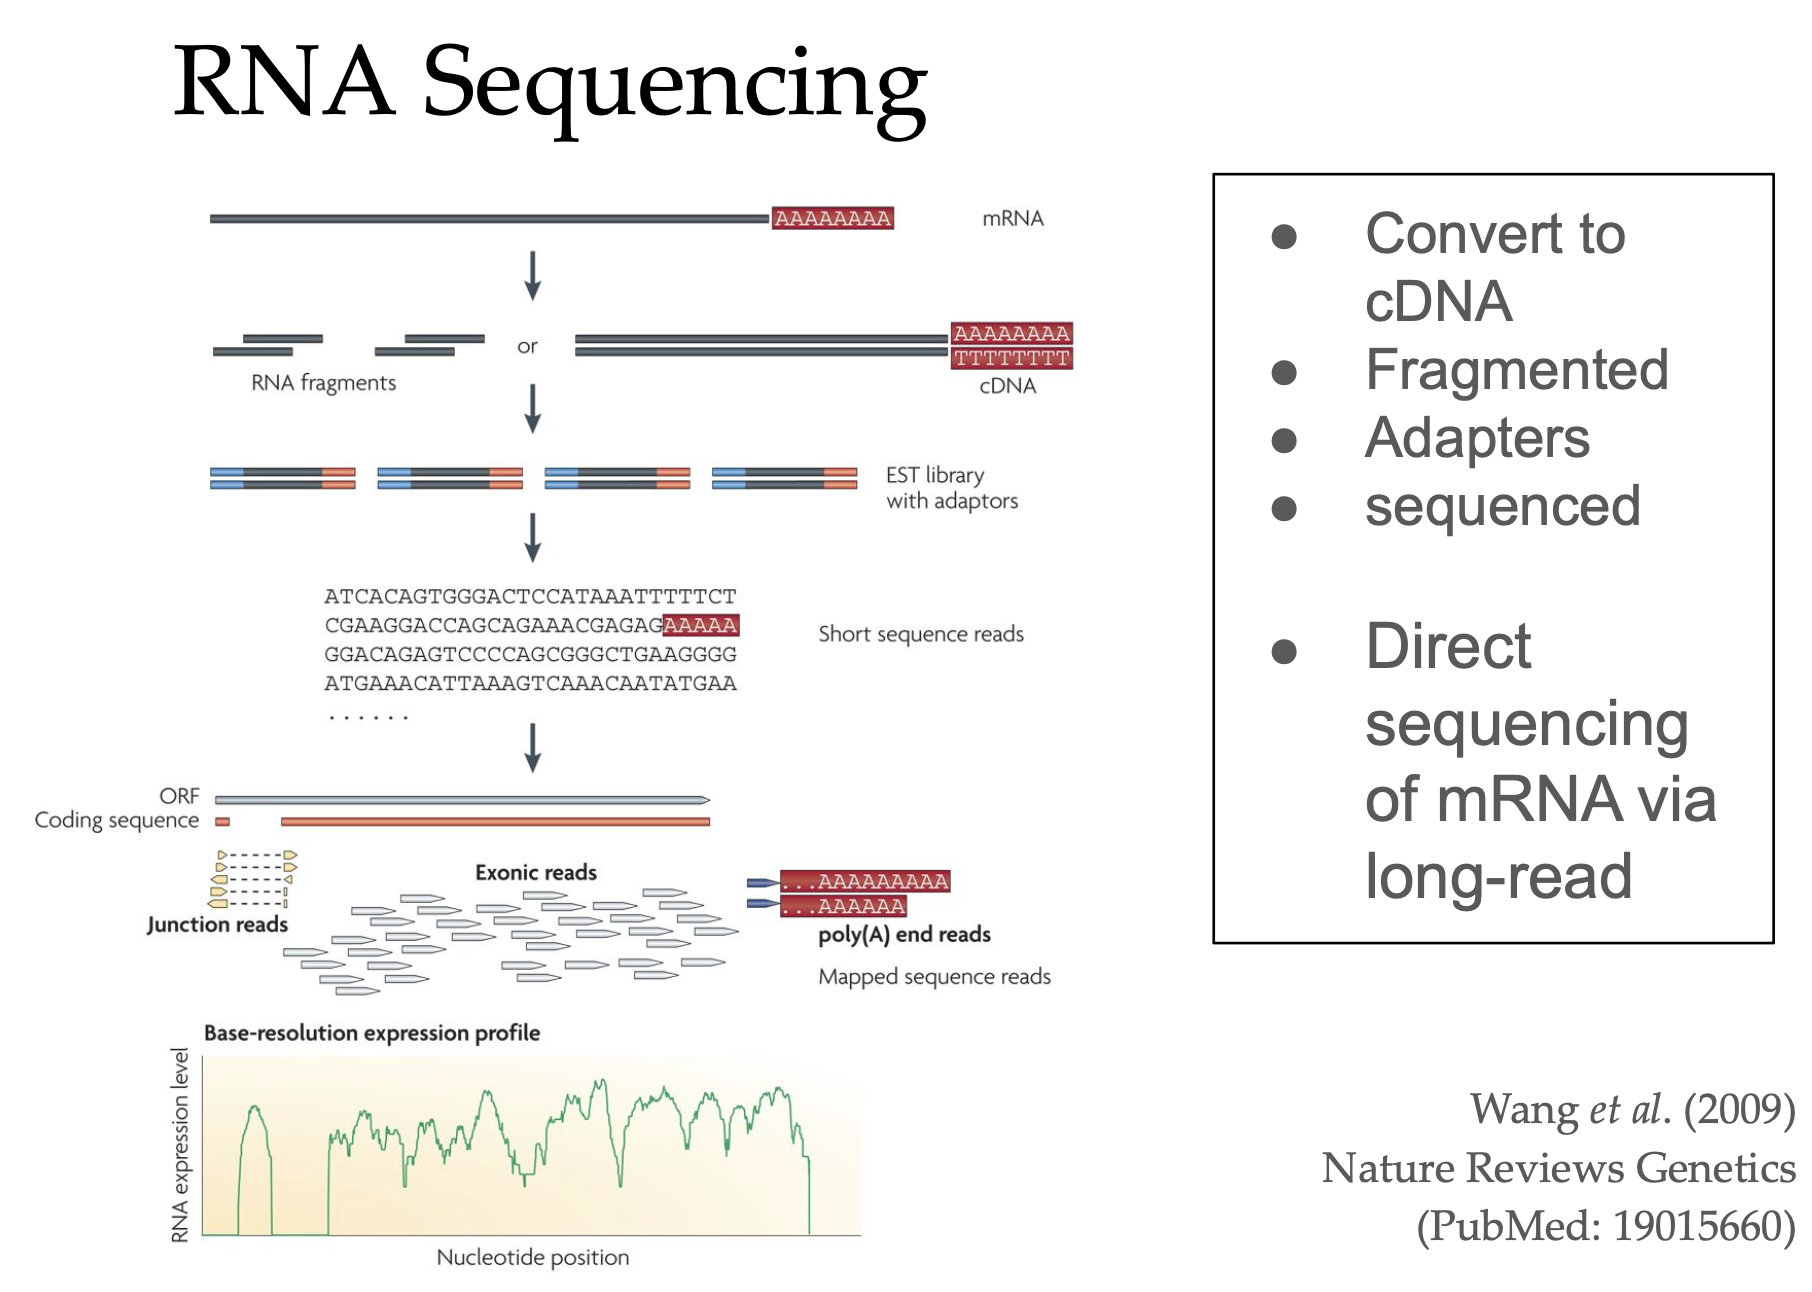 RNA Sequencing
AAAAAAAA
mRNA
or
AAAAAAAA
TTTTTTTT
RNA fragments
cDNA
EST library
with adaptors
ATCACAGTGGGACTCCATAAATTTTTCT
CGAAGGACCAGCAGAAACGAGAGAAAAA
GGACAGAGTCCCCAGCGGGCTGAAGGGG
ATGAAACATTAAAGTCAAACAATATGAA
. . . . . .
Short sequence reads
ORF
Coding sequence
Junction reads
Exonic reads
...AAAAAAAAA
...AAAAAA
poly(A) end reads
Mapped sequence reads
Base-resolution expression profile
RNA expression level
Nucleotide position
● Convert to
cDNA
● Fragmented
● Adapters
● sequenced
● Direct
sequencing
of mRNA via
long-read
Wang et al. (2009)
Nature Reviews Genetics
(PubMed: 19015660)